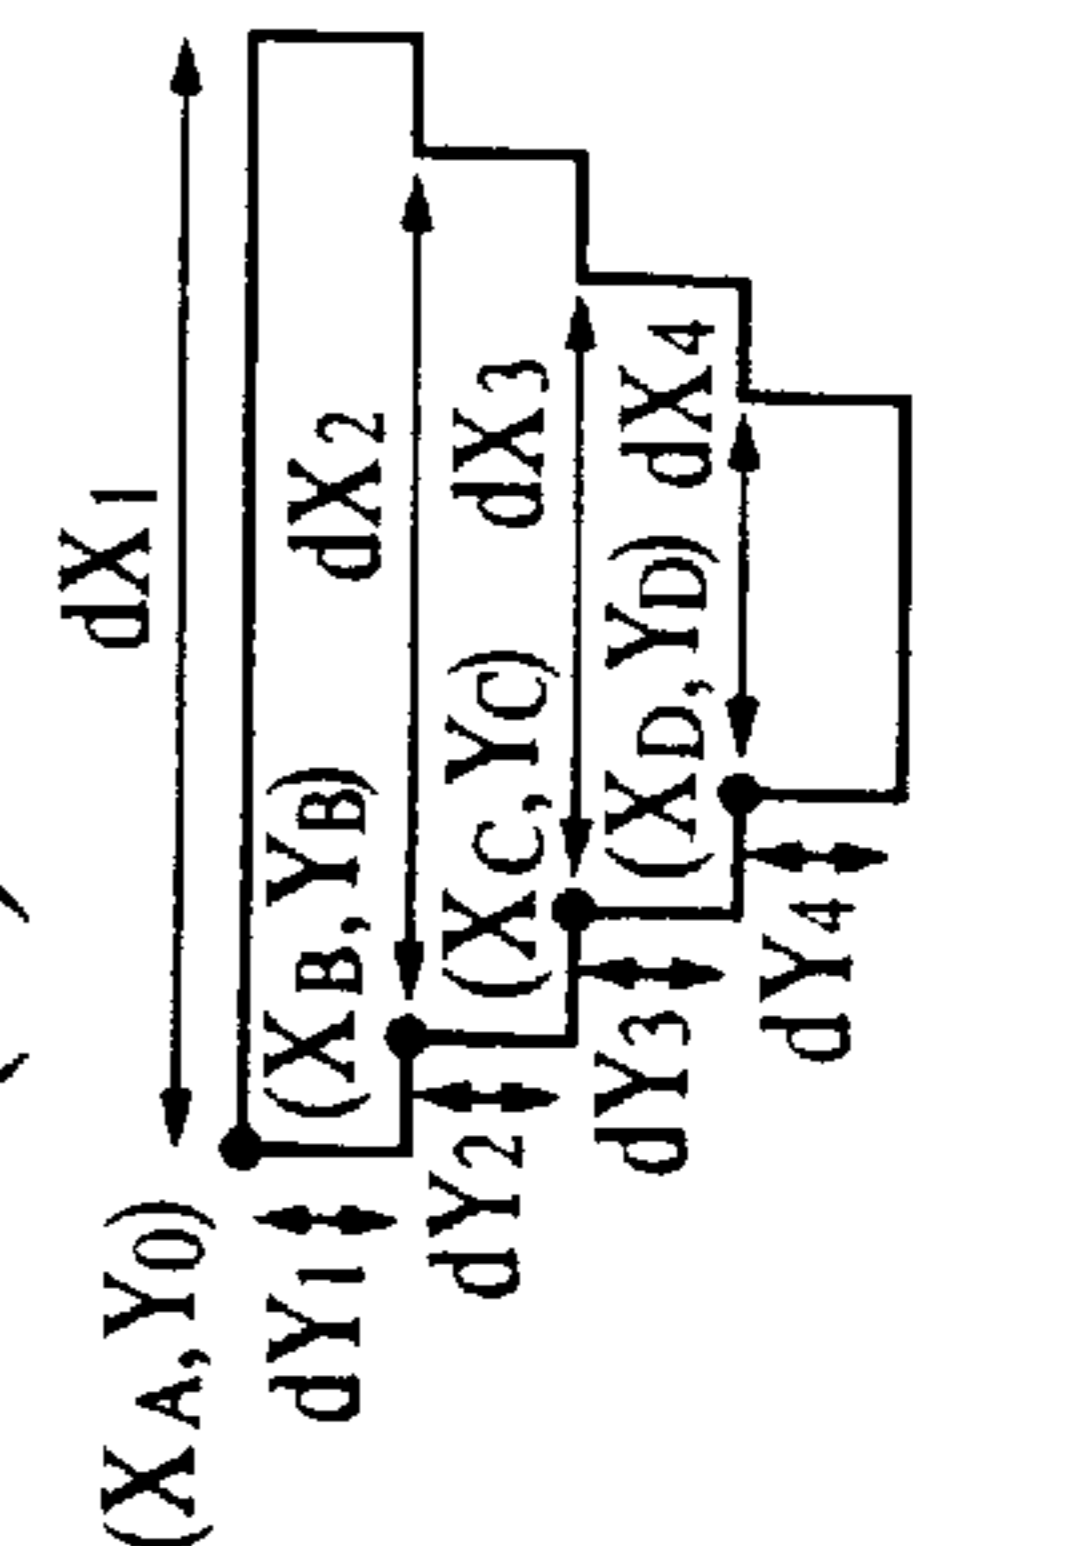 dX1
(XA,Y0)
dX2
(XB,YB)
dY1
dX3
(XC,YC)
dY2
dX4
(XD,YD)
dY3
dY4